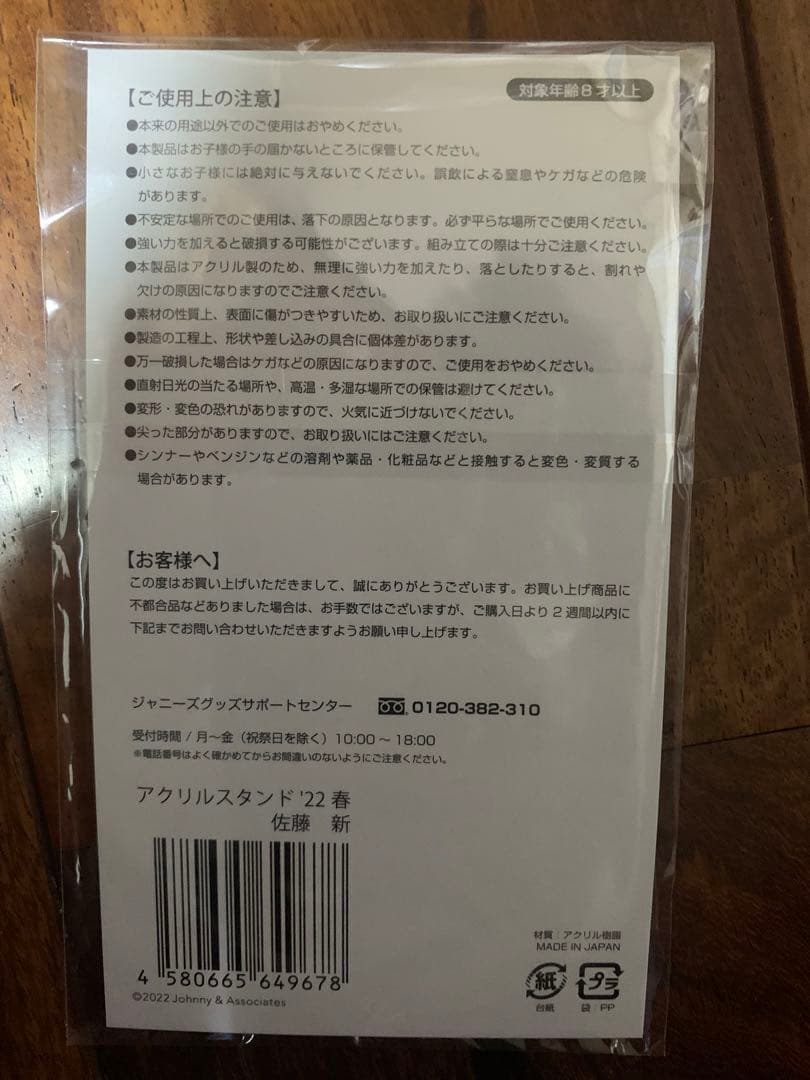 【ご使用上の注意】
対象年齢8才以上
●本来の用途以外でのご使用はおやめください。
●本製品はお子様の手の届かないところに保管してください。
●小さなお子様には絶対に与えないでください。誤飲による窒息やケガなどの危険
があります。
●不安定な場所でのご使用は、落下の原因となります。必ず平らな場所でご使用ください。
●強い力を加えると破損する可能性がございます。組み立ての際は十分ご注意ください。
●本製品はアクリル製のため、無理に強い力を加えたり、落としたりすると、割れや
欠けの原因になりますのでご注意ください。
●素材の性質上、表面に傷がつきやすいため、お取り扱いにご注意ください。
●製造の工程上、形状や差し込みの具合に個体差があります。
●万一破損した場合はケガなどの原因になりますので、ご使用をおやめください。
●直射日光の当たる場所や、高温・多湿な場所での保管は避けてください。
●変形・変色の恐れがありますので、火気に近づけないでください。
●尖った部分がありますので、お取り扱いにはご注意ください。
●シンナーやベンジンなどの溶剤や薬品・化粧品などと接触すると変色・変質する
場合があります。
【お客様へ】
この度はお買い上げいただきまして、誠にありがとうございます。お買い上げ商品に
不都合品などありました場合は、お手数ではございますが、ご購入日より2週間以内に
下記までお問い合わせいただきますようお願い申し上げます。
ジャニーズグッズサポートセンター 0120-382-310
受付時間 / 月～金（祝祭日を除く）10:00～18:00
※電話番号はよく確かめてからお間違いのないようにご注意ください。
アクリルスタンド '22 春
佐藤 新
4 580665 649678
©2022 Johnny & Associates
材質：アクリル樹脂
MADE IN JAPAN
紙 プラ
台紙 袋：PP